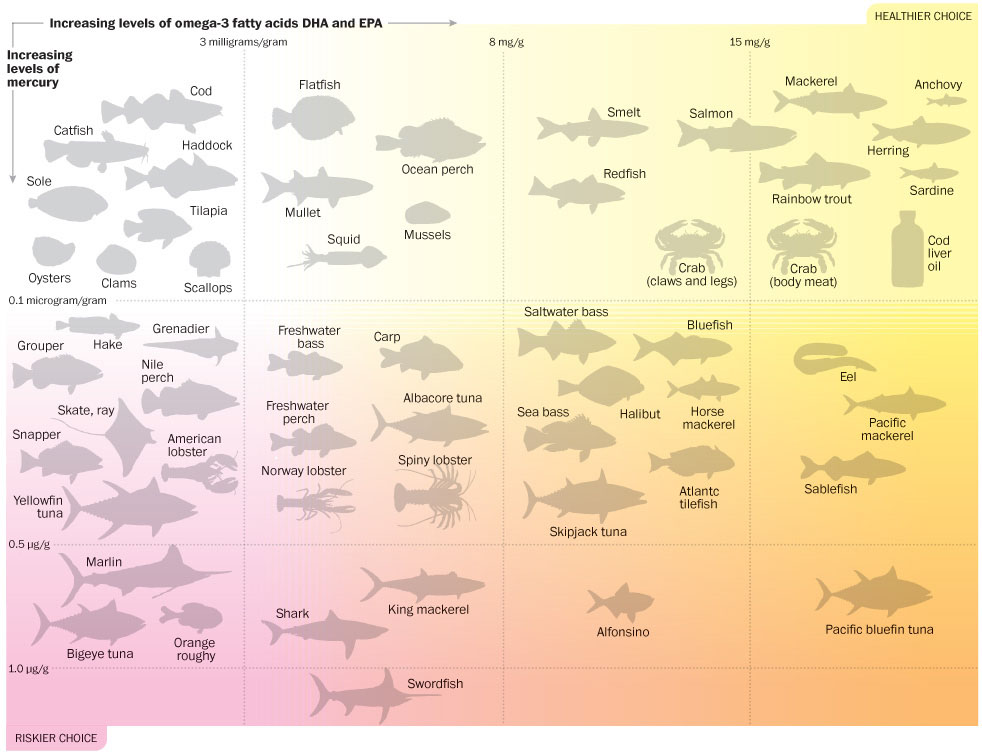 Increasing levels of omega-3 fatty acids DHA and EPA
HEALTHIER CHOICE
3 milligrams/gram
8 mg/g
15 mg/g
Increasing
levels of
mercury
Cod
Catfish
Haddock
Sole
Tilapia
Oysters
Clams
Scallops
Flatfish
Ocean perch
Mullet
Mussels
Squid
Smelt
Salmon
Redfish
Crab
(claws and legs)
Mackerel
Anchovy
Herring
Rainbow trout
Sardine
Crab
(body meat)
Cod
liver
oil
0.1 microgram/gram
Hake
Grenadier
Grouper
Nile
perch
Skate, ray
Snapper
American
lobster
Yellowfin
tuna
Freshwater
bass
Carp
Freshwater
perch
Albacore tuna
Norway lobster
Spiny lobster
Saltwater bass
Bluefish
Sea bass
Halibut
Horse
mackerel
Atlantc
tilefish
Skipjack tuna
Eel
Pacific
mackerel
Sablefish
0.5 µg/g
Marlin
Bigeye tuna
Orange
roughy
Shark
King mackerel
Alfonsino
Pacific bluefin tuna
1.0 µg/g
Swordfish
RISKIER CHOICE